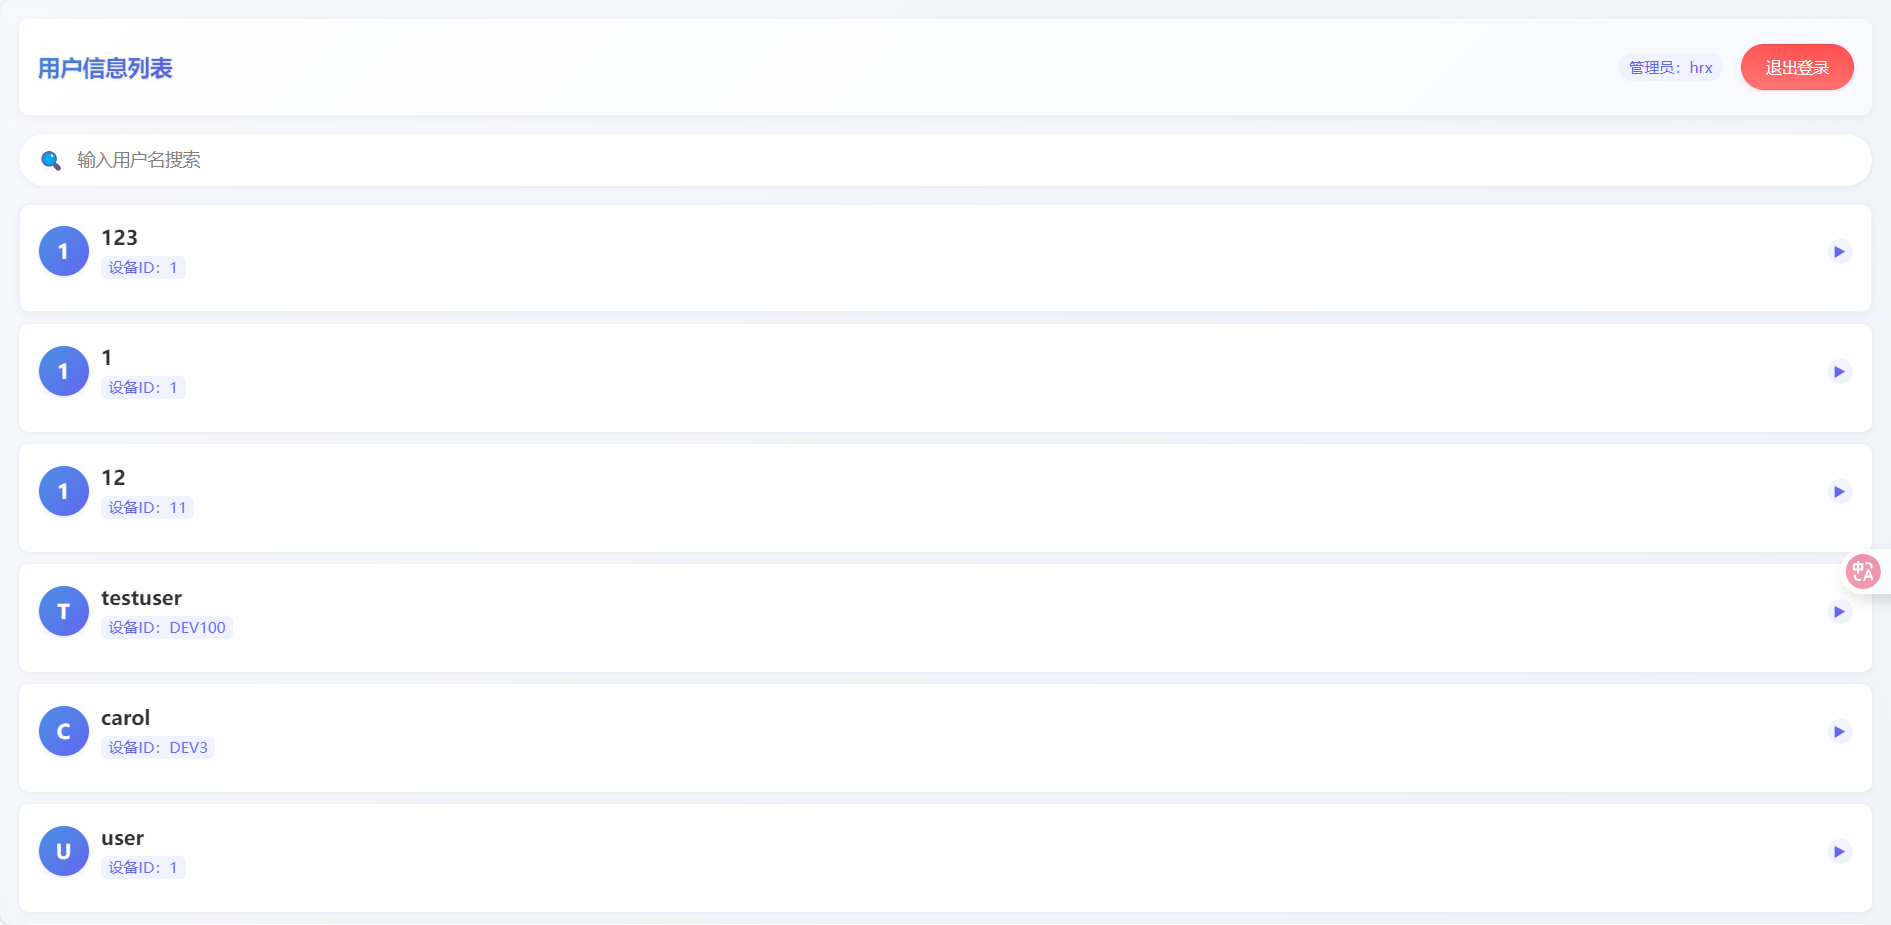 用户信息列表
管理员：hrx
退出登录
输入用户名搜索
1
123
设备ID：1
1
1
设备ID：1
1
12
设备ID：11
T
testuser
设备ID：DEV100
C
carol
设备ID：DEV3
U
user
设备ID：1
中A